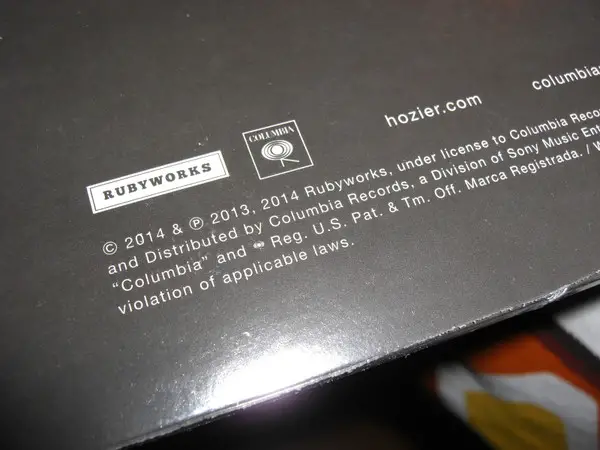 hozier.com
RUBYWORKS
COLUMBIA
© 2014 & ℗ 2013, 2014 Rubyworks, under license to Columbia
and Distributed by Columbia Records, a Division of Sony Music
"Columbia" and Reg. U.S. Pat. & Tm. Off. Marca Registrada. /
violation of applicable laws.